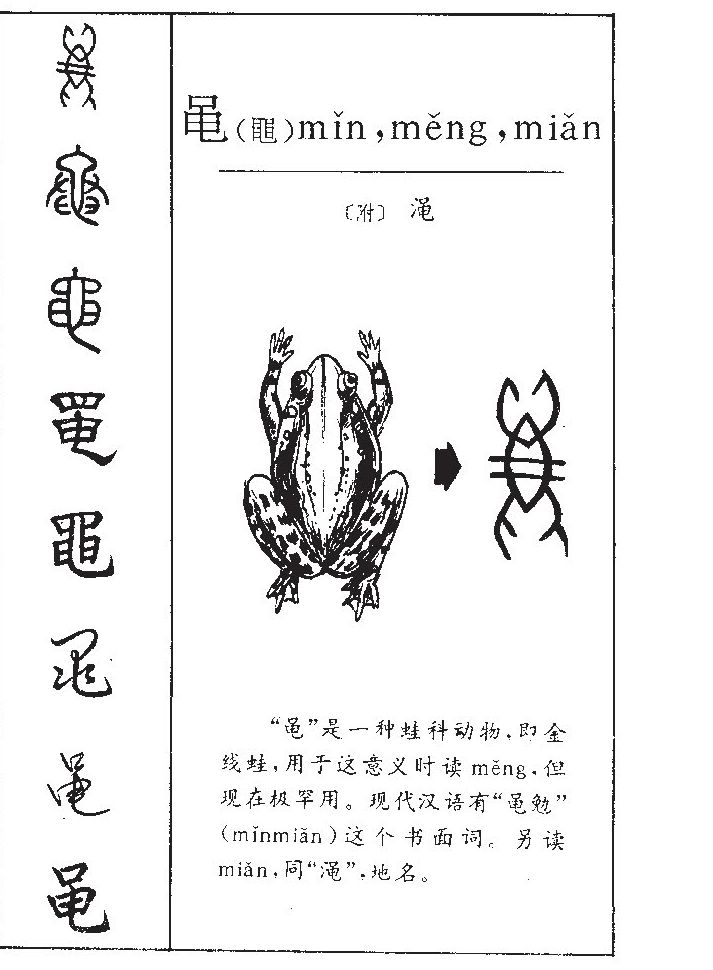 黾(黽)mǐn,měng,miǎn
〔附〕 渑
“黾”是一种蛙科动物,即金
线蛙,用于这意义时读 měng,但
现在极罕用。现代汉语有“黾勉”
(mǐnmiǎn)这个书面词。另读
miǎn,同“渑”,地名。
黽
黾